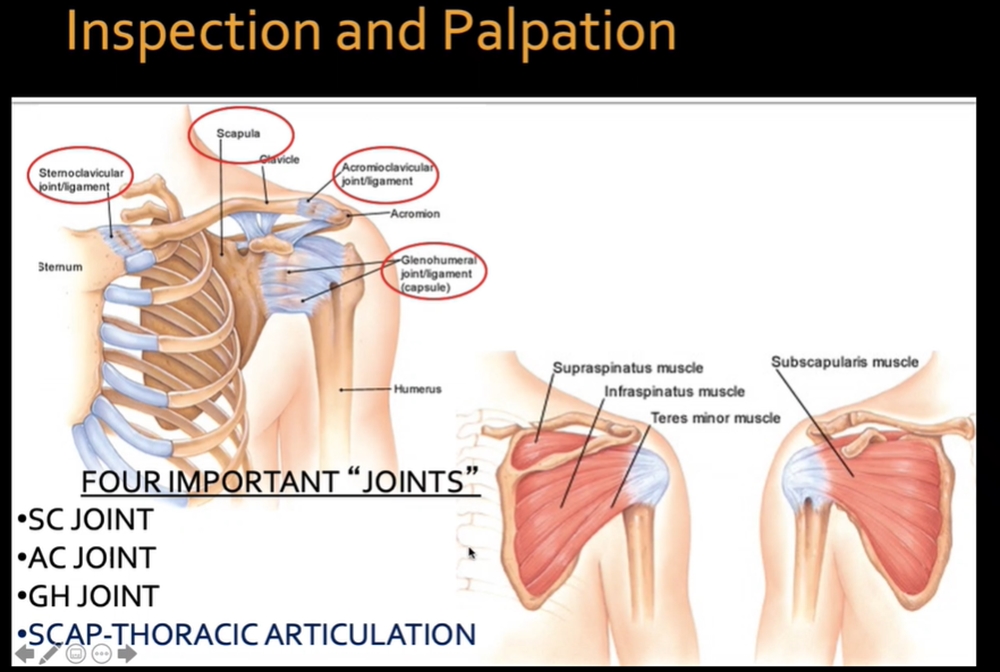 Inspection and Palpation
Scapula
Clavicle
Sternoclavicular
joint/ligament
Acromioclavicular
joint/ligament
Acromion
Sternum
Glenohumeral
joint/ligament
(capsule)
Humerus
Supraspinatus muscle
Infraspinatus muscle
Teres minor muscle
Subscapularis muscle
FOUR IMPORTANT “JOINTS”
•SC JOINT
•AC JOINT
•GH JOINT
•SCAP-THORACIC ARTICULATION